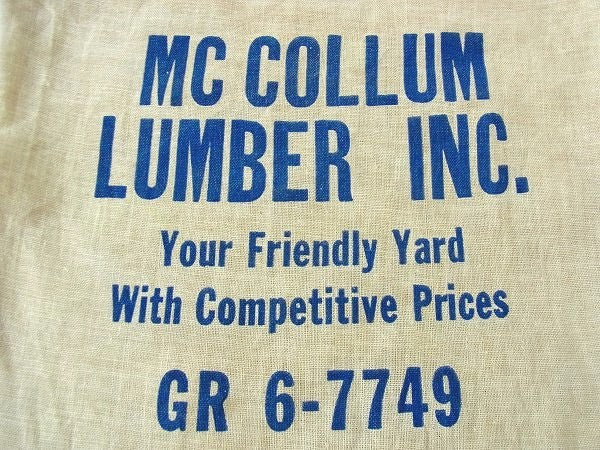 MC COLLUM
LUMBER INC.
Your Friendly Yard
With Competitive Prices
GR 6-7749